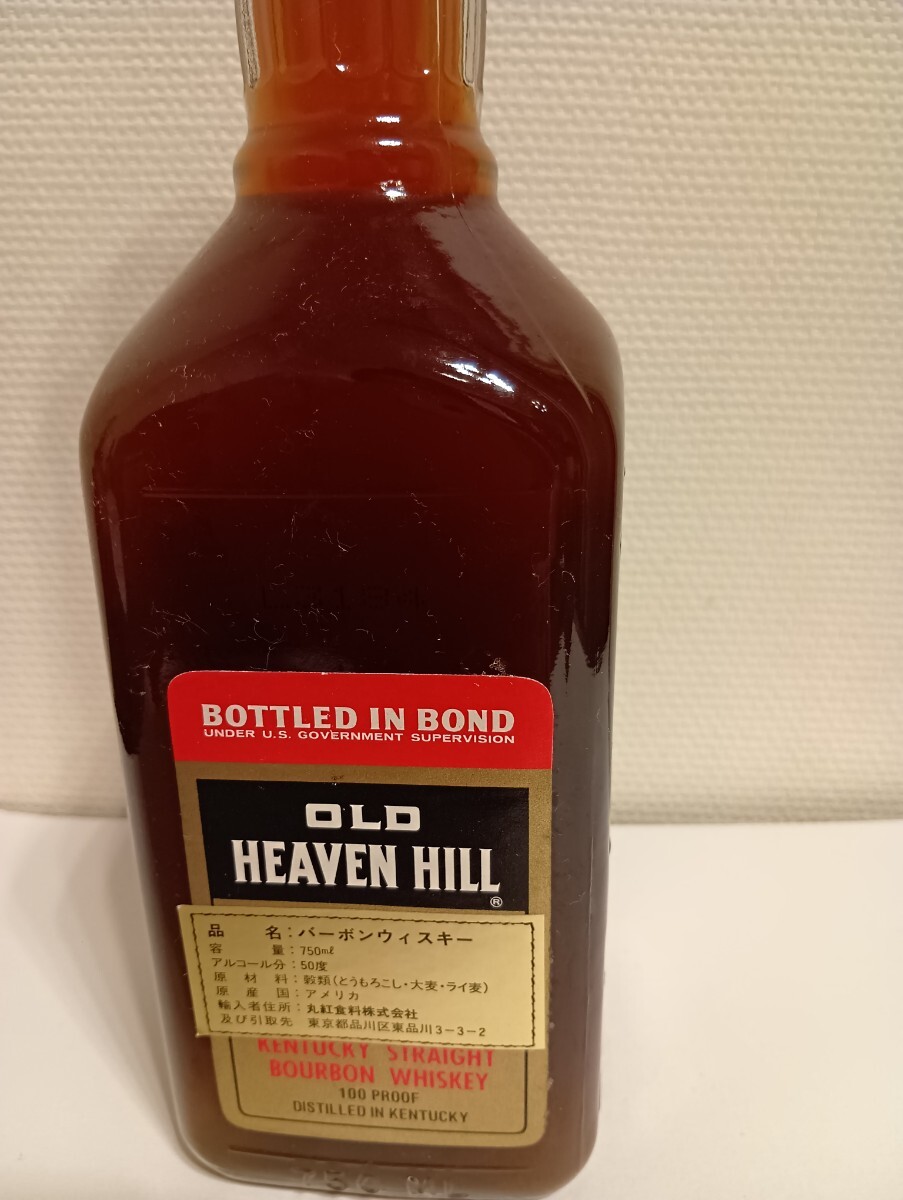 BOTTLED IN BOND
UNDER U.S. GOVERNMENT SUPERVISION
OLD
HEAVEN HILL
®
品名:バーボンウィスキー
容量:750mℓ
アルコール分:50度
原材料:穀類(とうもろこし・大麦・ライ麦)
原産国:アメリカ
輸入者住所:丸紅食料株式会社
及び引取先 東京都品川区東品川3-3-2
KENTUCKY STRAIGHT
BOURBON WHISKEY
100 PROOF
DISTILLED IN KENTUCKY
750 ML